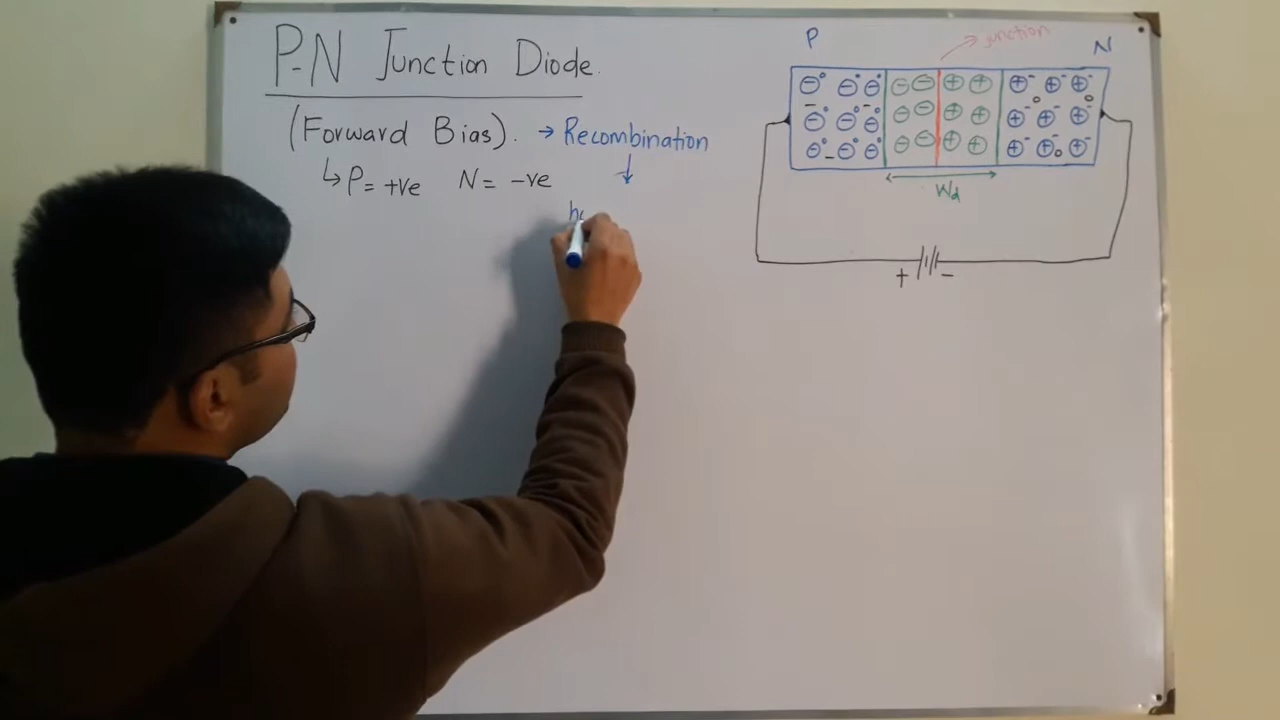 P-N Junction Diode.
(Forward Bias). → Recombination
↳ P = +ve N = -ve
↓
P
N
junction
Wd
+ -